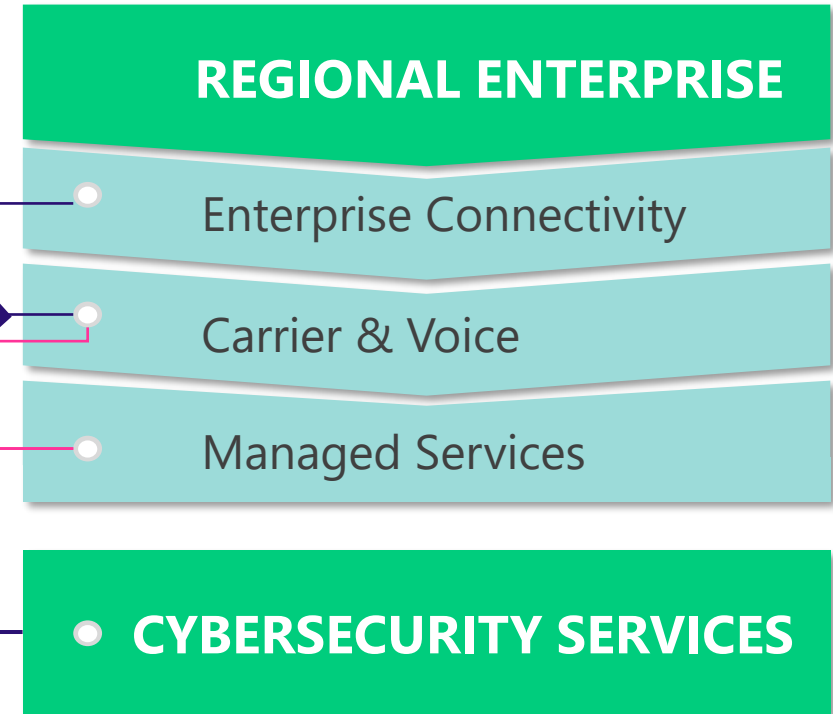 REGIONAL ENTERPRISE
Enterprise Connectivity
Carrier & Voice
Managed Services
CYBERSECURITY SERVICES